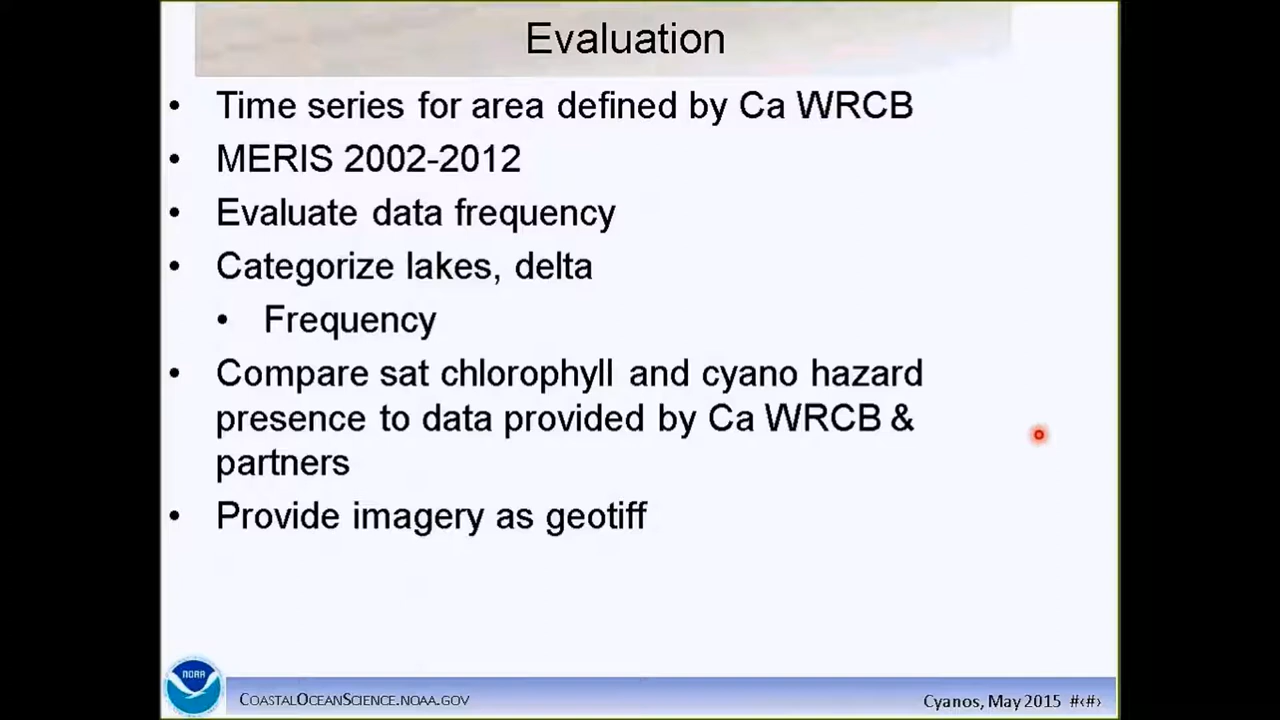 Evaluation
• Time series for area defined by Ca WRCB
• MERIS 2002-2012
• Evaluate data frequency
• Categorize lakes, delta
• Frequency
• Compare sat chlorophyll and cyano hazard
presence to data provided by Ca WRCB &
partners
• Provide imagery as geotiff
NOAA
COASTALOCEANSCIENCE.NOAA.GOV
Cyanos, May 2015 #‹#›